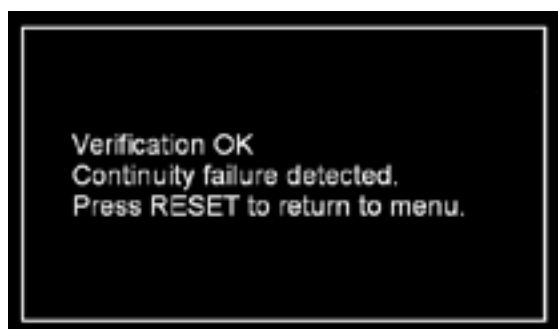 Verification OK
Continuity failure detected.
Press RESET to return to menu.